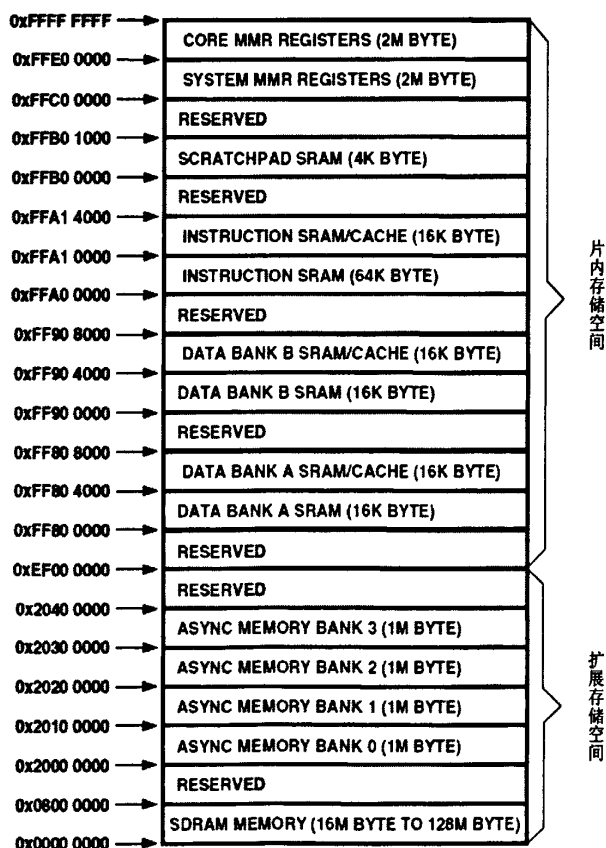 0xFFFF FFFF
CORE MMR REGISTERS (2M BYTE)
0xFFE0 0000
SYSTEM MMR REGISTERS (2M BYTE)
0xFFC0 0000
RESERVED
0xFFB0 1000
SCRATCHPAD SRAM (4K BYTE)
0xFFB0 0000
RESERVED
0xFFA1 4000
INSTRUCTION SRAM/CACHE (16K BYTE)
0xFFA1 0000
INSTRUCTION SRAM (64K BYTE)
0xFFA0 0000
RESERVED
0xFF90 8000
DATA BANK B SRAM/CACHE (16K BYTE)
0xFF90 4000
DATA BANK B SRAM (16K BYTE)
0xFF90 0000
RESERVED
0xFF80 8000
DATA BANK A SRAM/CACHE (16K BYTE)
0xFF80 4000
DATA BANK A SRAM (16K BYTE)
0xFF80 0000
RESERVED
0xEF00 0000
RESERVED
0x2040 0000
ASYNC MEMORY BANK 3 (1M BYTE)
0x2030 0000
ASYNC MEMORY BANK 2 (1M BYTE)
0x2020 0000
ASYNC MEMORY BANK 1 (1M BYTE)
0x2010 0000
ASYNC MEMORY BANK 0 (1M BYTE)
0x2000 0000
RESERVED
0x0800 0000
SDRAM MEMORY (16M BYTE TO 128M BYTE)
0x0000 0000
片内存储空间
扩展存储空间